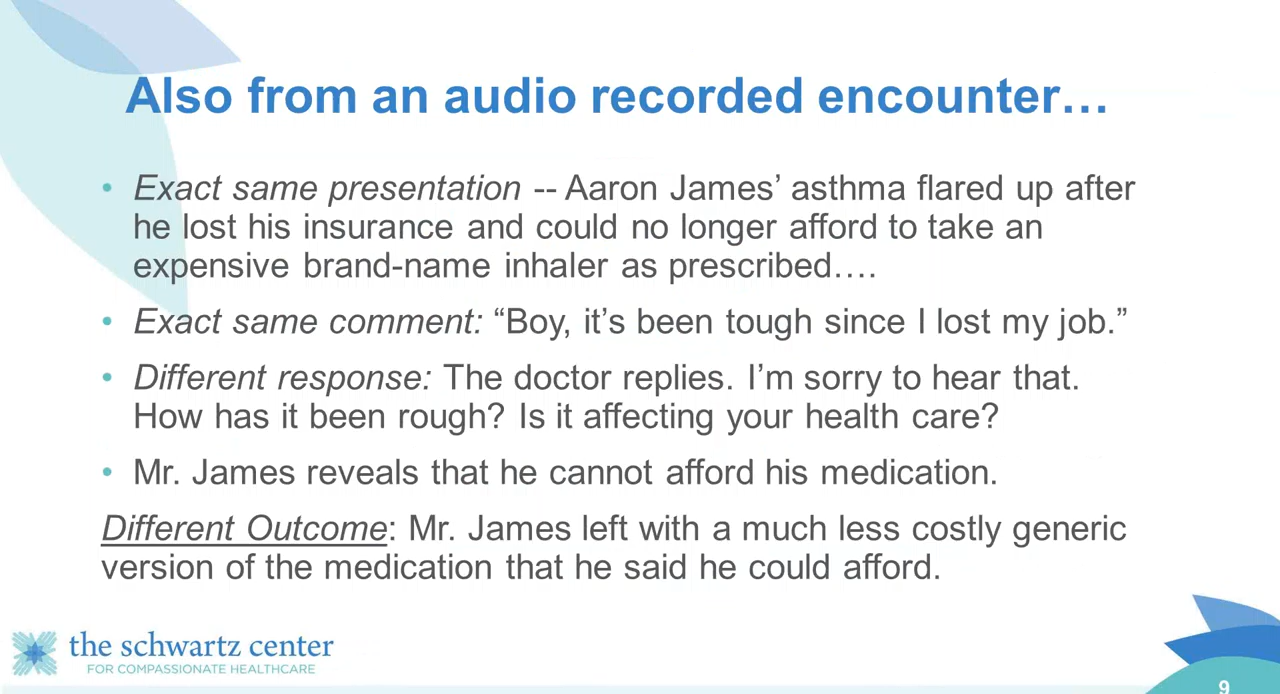 Also from an audio recorded encounter…
• Exact same presentation -- Aaron James’ asthma flared up after
he lost his insurance and could no longer afford to take an
expensive brand-name inhaler as prescribed….
• Exact same comment: “Boy, it’s been tough since I lost my job.”
• Different response: The doctor replies. I’m sorry to hear that.
How has it been rough? Is it affecting your health care?
• Mr. James reveals that he cannot afford his medication.
Different Outcome: Mr. James left with a much less costly generic
version of the medication that he said he could afford.
the schwartz center
FOR COMPASSIONATE HEALTHCARE
9